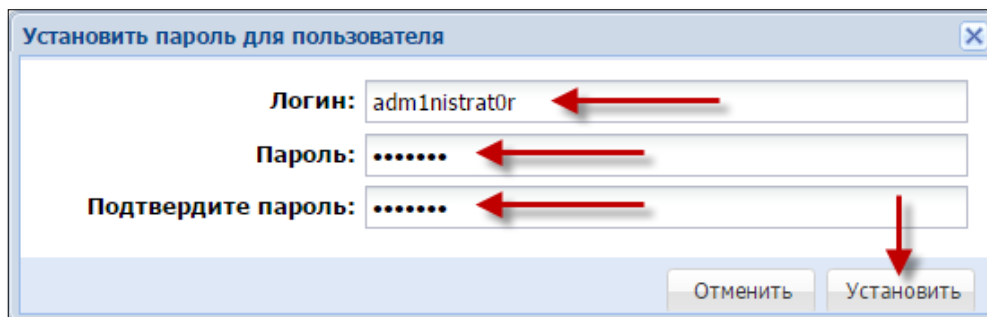 Установить пароль для пользователя
Логин: adm1nistrat0r
Пароль: •••••••
Подтвердите пароль: •••••••
Отменить Установить